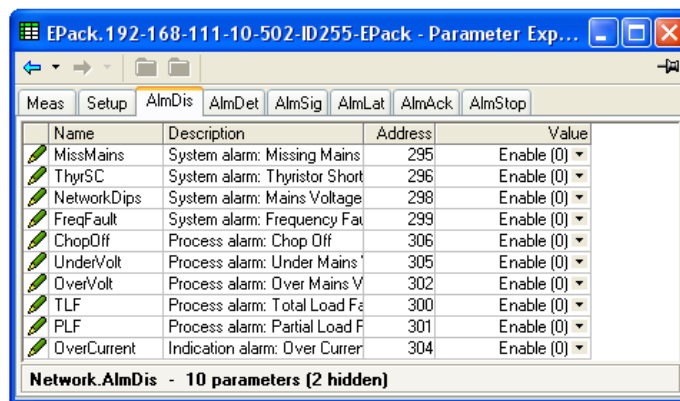 EPack.192-168-111-10-502-ID255-EPack - Parameter Exp...
Meas Setup AlmDis AlmDet AlmSig AlmLat AlmAck AlmStop
Name Description Address Value
MissMains System alarm: Missing Mains 295 Enable (0)
ThyrSC System alarm: Thyristor Short 296 Enable (0)
NetworkDips System alarm: Mains Voltage 298 Enable (0)
FreqFault System alarm: Frequency Fau 299 Enable (0)
ChopOff Process alarm: Chop Off 306 Enable (0)
UnderVolt Process alarm: Under Mains 305 Enable (0)
OverVolt Process alarm: Over Mains V 302 Enable (0)
TLF Process alarm: Total Load Fa 300 Enable (0)
PLF Process alarm: Partial Load F 301 Enable (0)
OverCurrent Indication alarm: Over Curren 304 Enable (0)
Network.AlmDis - 10 parameters (2 hidden)